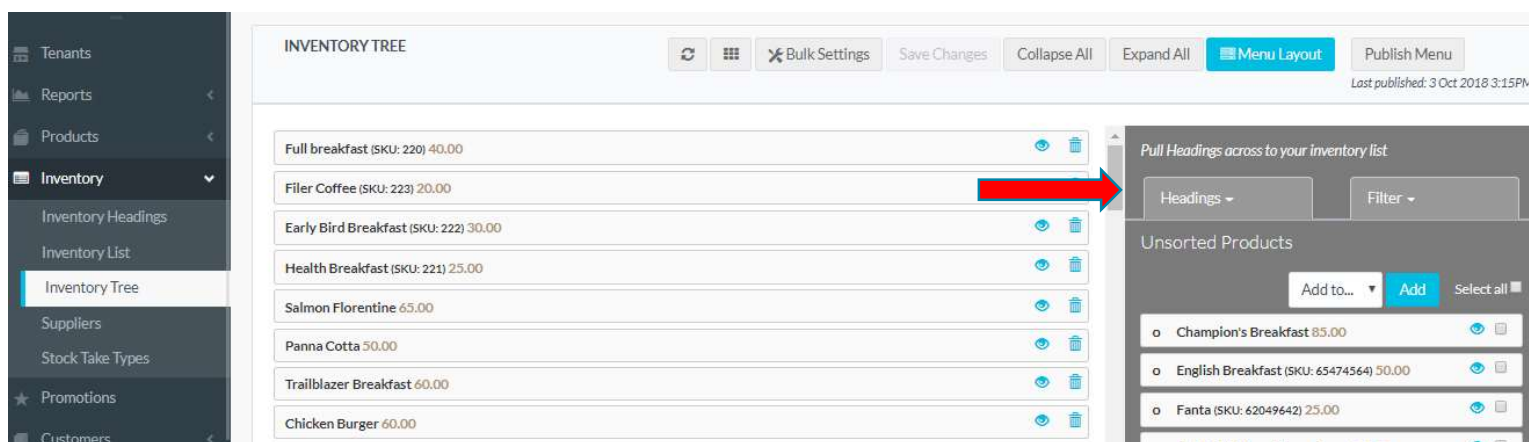 Tenants
Reports
Products
Inventory
Inventory Headings
Inventory List
Inventory Tree
Suppliers
Stock Take Types
Promotions
Customers
INVENTORY TREE
Bulk Settings
Save Changes
Collapse All
Expand All
Menu Layout
Publish Menu
Last published: 3 Oct 2018 3:15PM
Full breakfast (SKU: 220) 40.00
Filer Coffee (SKU: 223) 20.00
Early Bird Breakfast (SKU: 222) 30.00
Health Breakfast (SKU: 221) 25.00
Salmon Florentine 65.00
Panna Cotta 50.00
Trailblazer Breakfast 60.00
Chicken Burger 60.00
Pull Headings across to your inventory list
Headings
Filter
Unsorted Products
Add to...
Add
Select all
o Champion's Breakfast 85.00
o English Breakfast (SKU: 65474564) 50.00
o Fanta (SKU: 62049642) 25.00